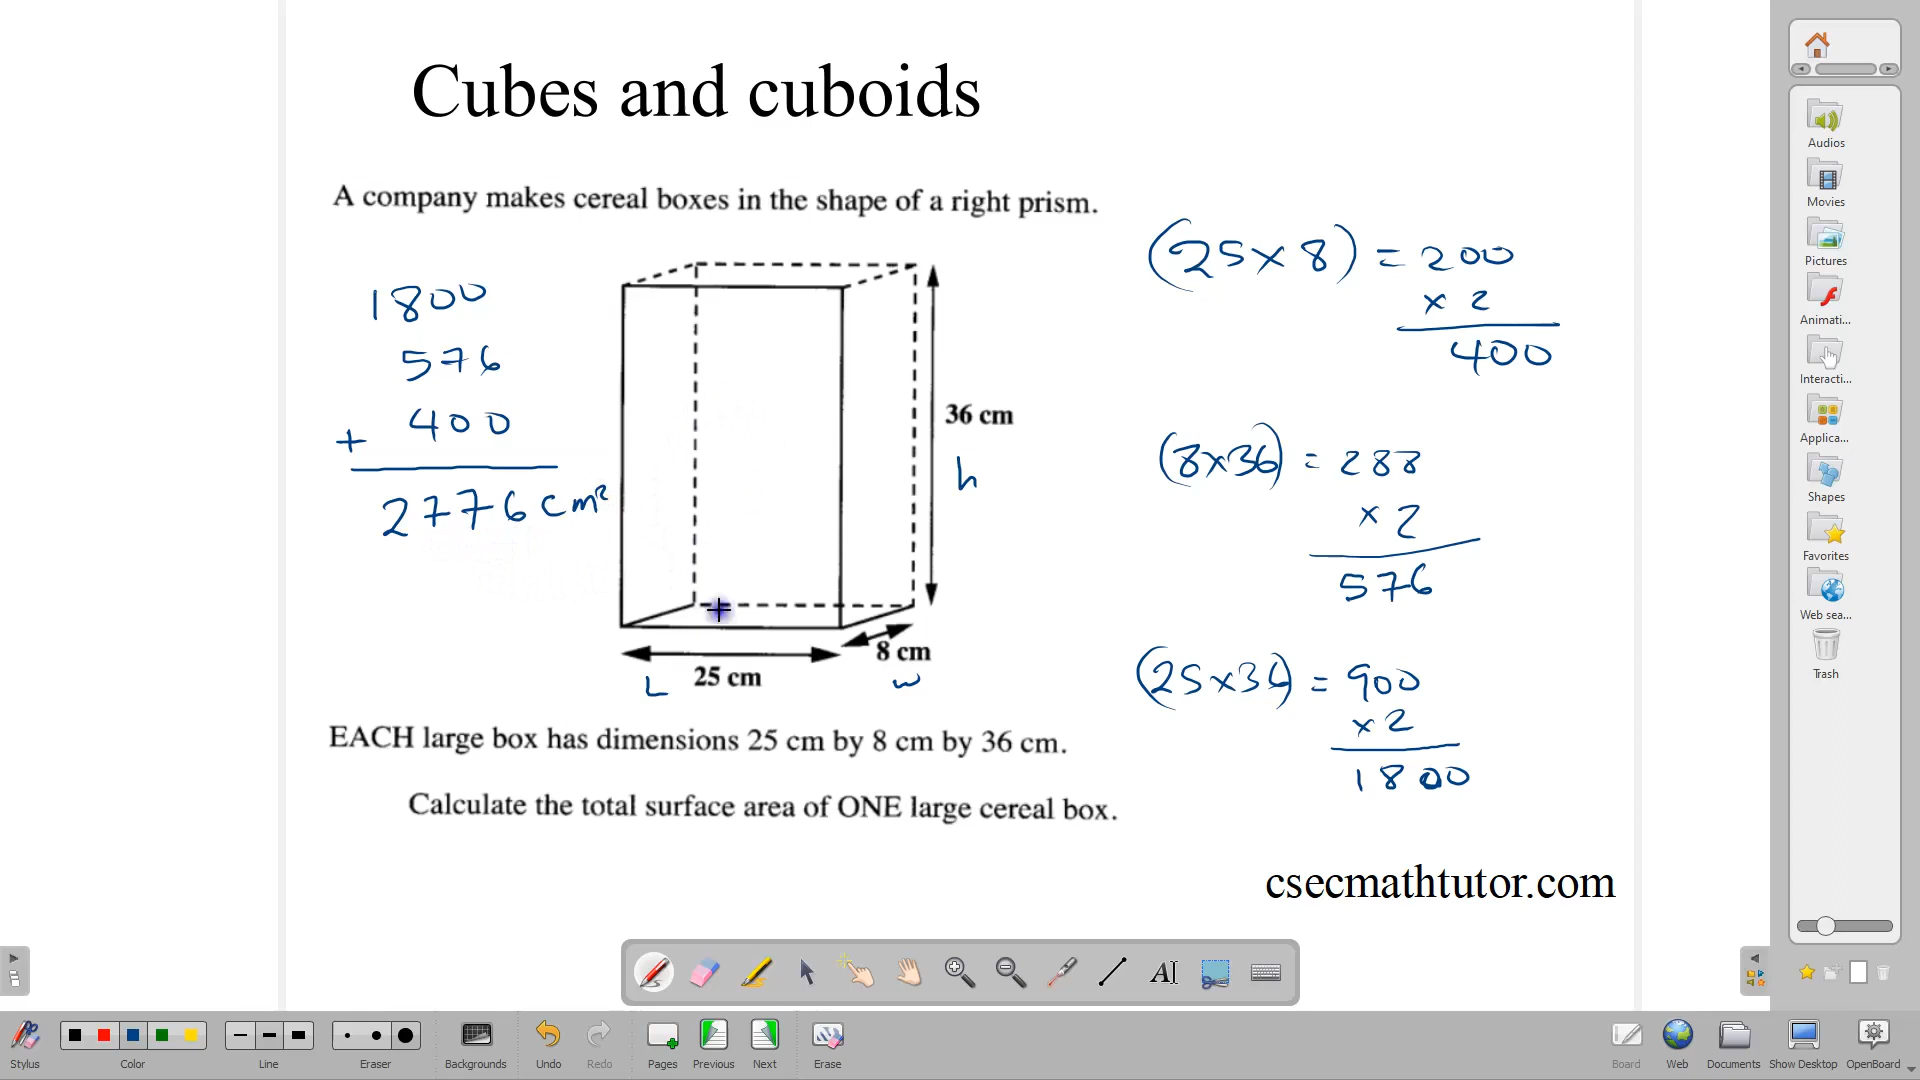 Cubes and cuboids
A company makes cereal boxes in the shape of a right prism.
1800
576
+ 400
2776 cm²
36 cm
h
8 cm
w
25 cm
L
(25×8) = 200
× 2
400
(8×36) = 288
× 2
576
(25×36) = 900
×2
1800
EACH large box has dimensions 25 cm by 8 cm by 36 cm.
Calculate the total surface area of ONE large cereal box.
csecmathtutor.com
Audios
Movies
Pictures
Animati...
Interacti...
Applica...
Shapes
Favorites
Web sea...
Trash
AI
Stylus
Color
Line
Eraser
Backgrounds
Undo
Redo
Pages
Previous
Next
Erase
Board
Web
Documents
Show Desktop
OpenBoard